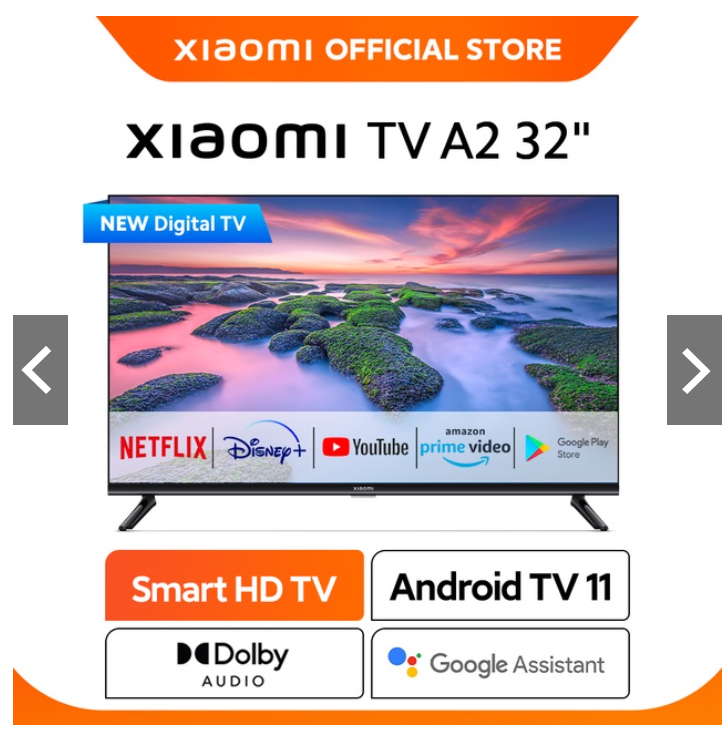 xiaomi OFFICIAL STORE
xiaomi TV A2 32"
NEW Digital TV
NETFLIX
Disney+
YouTube
amazon
prime video
Google Play
Store
xiaomi
Smart HD TV
Android TV 11
Dolby
AUDIO
Google Assistant